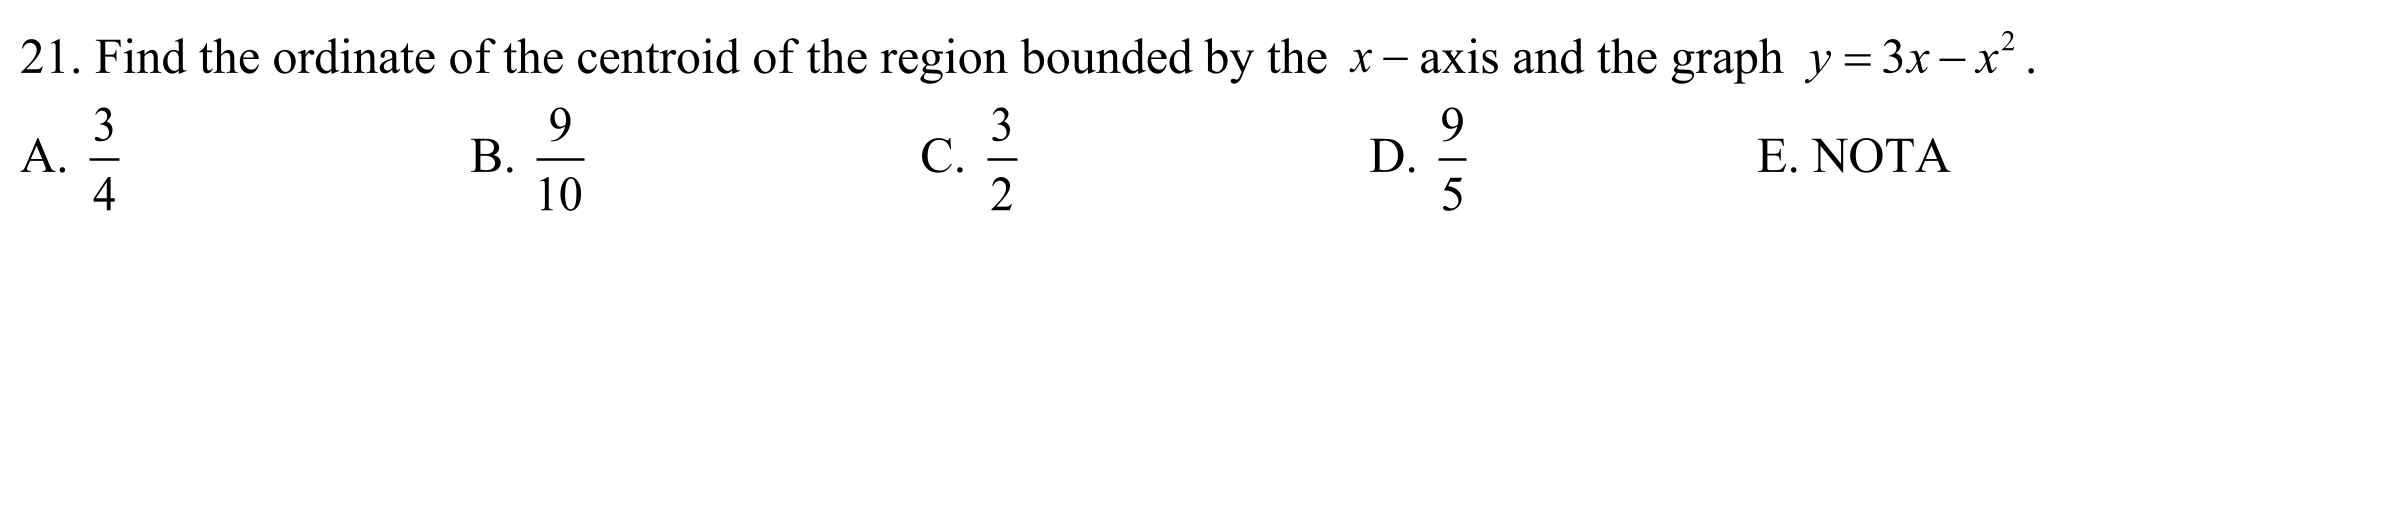 21. Find the ordinate of the centroid of the region bounded by the x – axis and the graph y = 3x – x².
A. 3/4 B. 9/10 C. 3/2 D. 9/5 E. NOTA